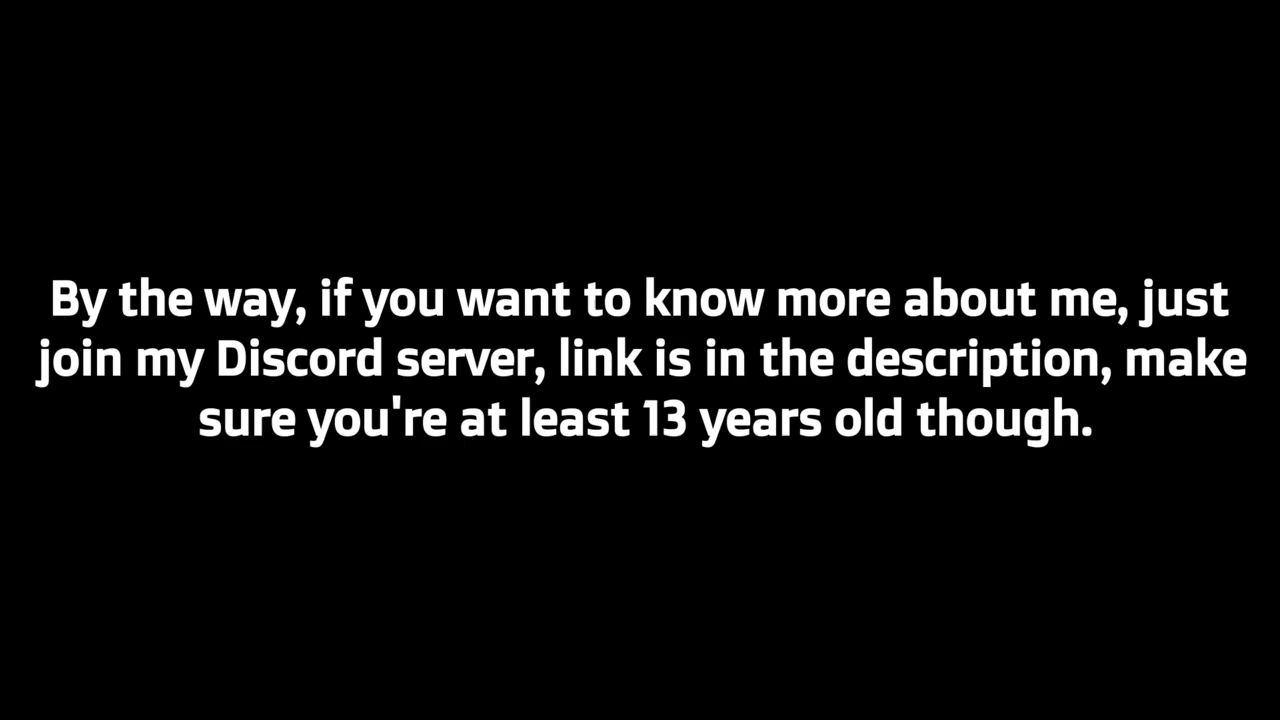 By the way, if you want to know more about me, just
join my Discord server, link is in the description, make
sure you're at least 13 years old though.